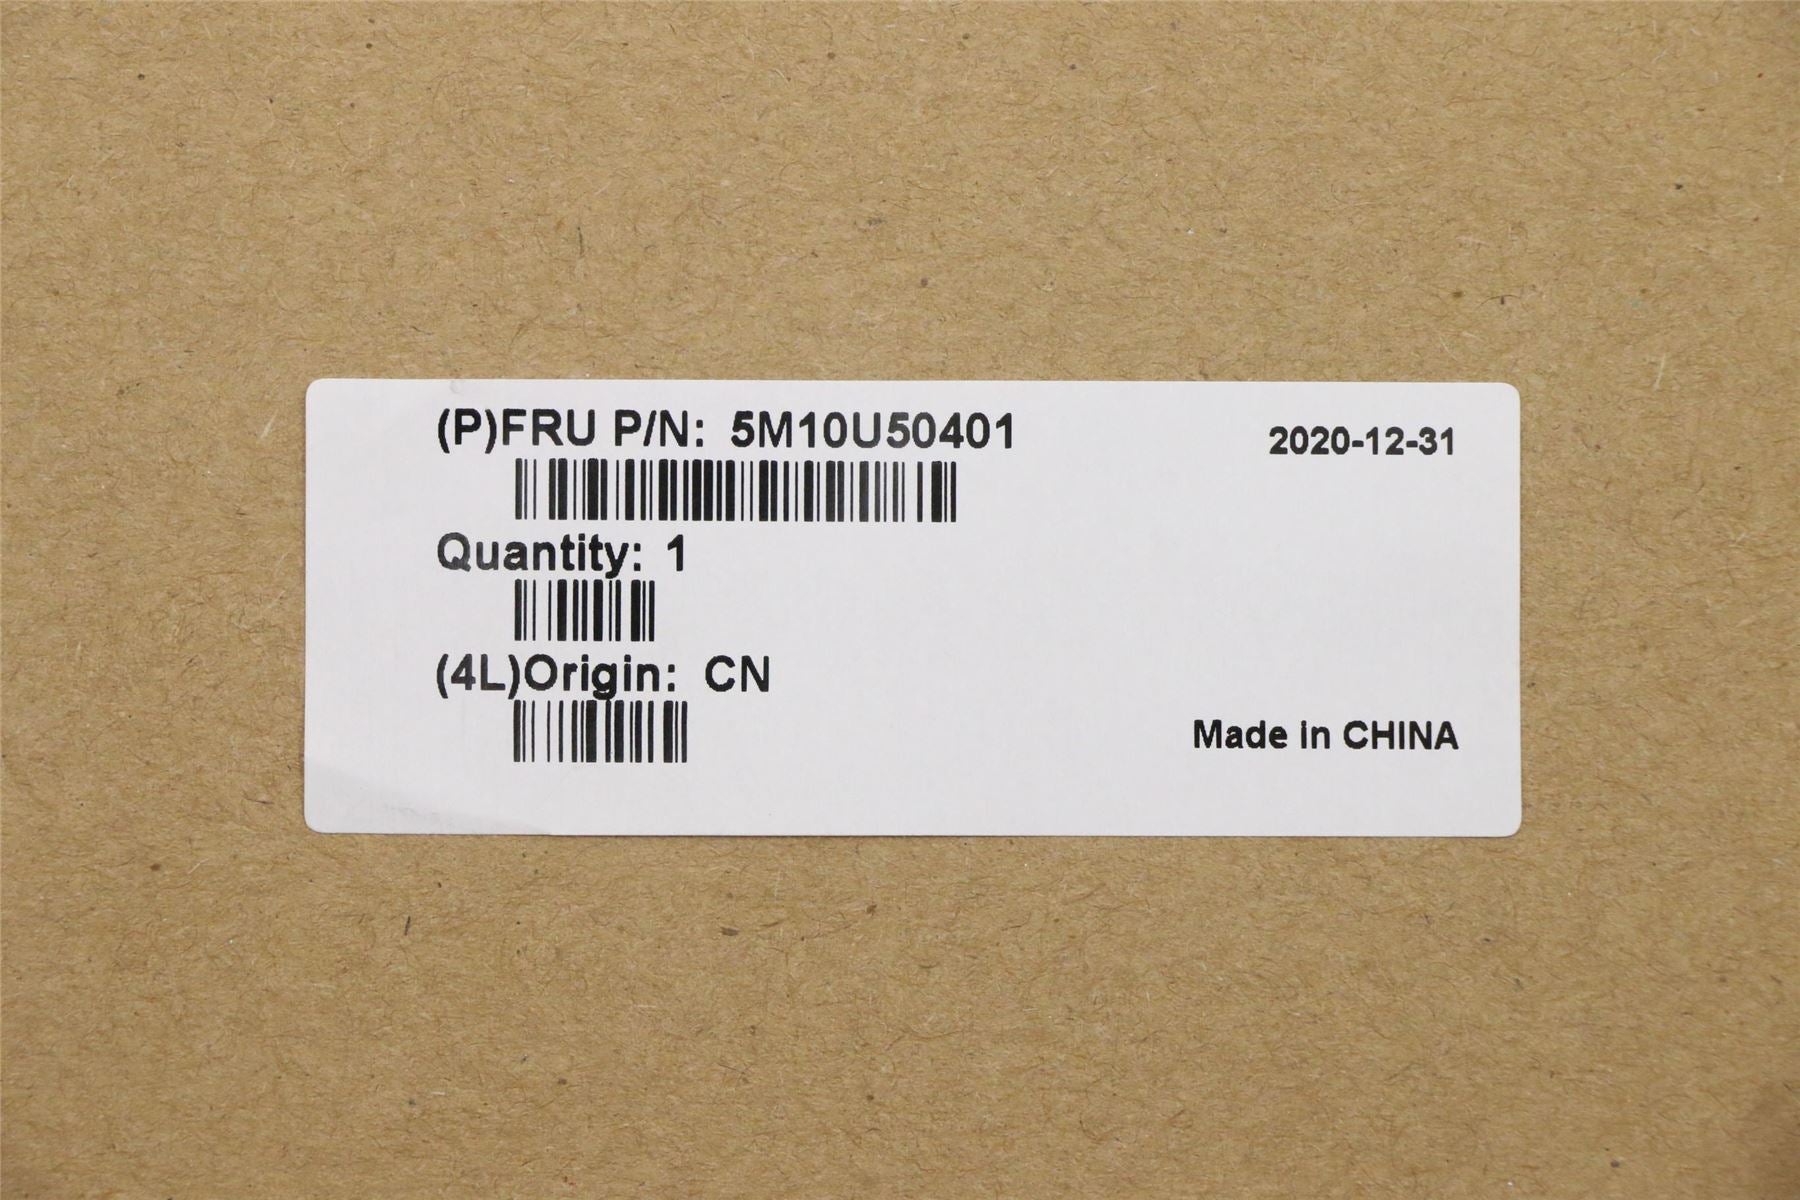 (P)FRU P/N: 5M10U50401
2020-12-31
Quantity: 1
(4L)Origin: CN
Made in CHINA